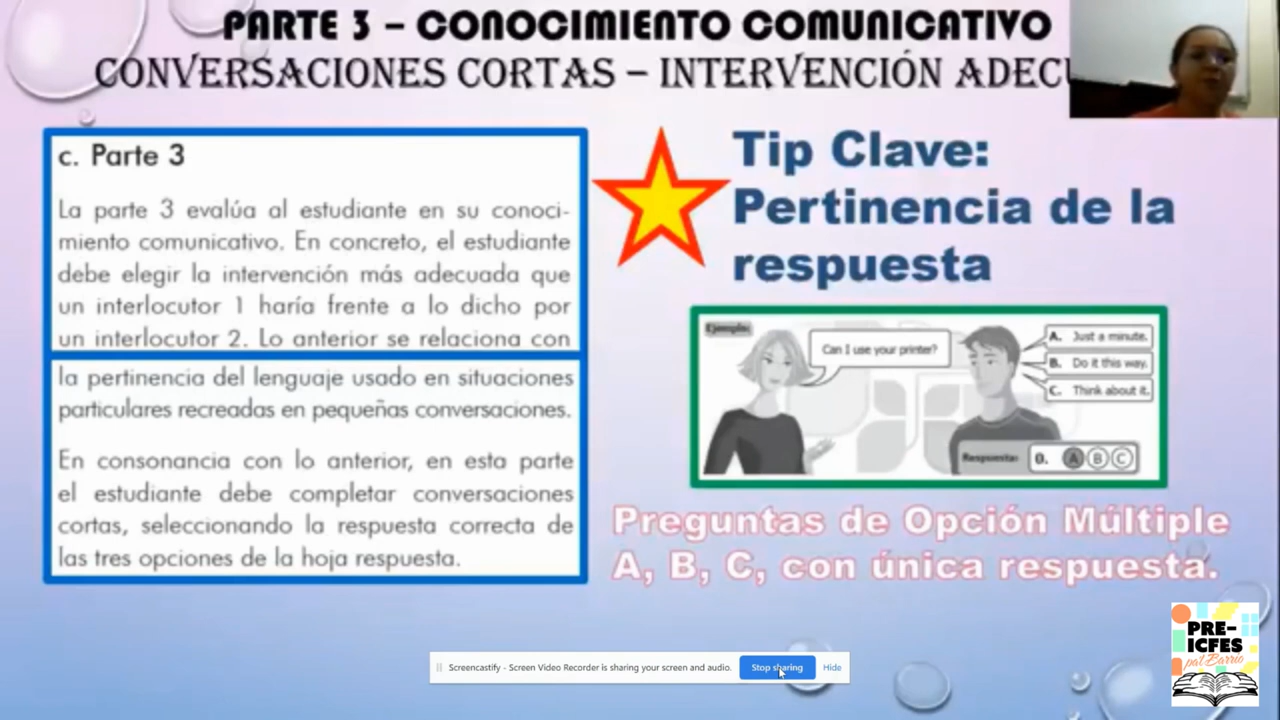 PARTE 3 – CONOCIMIENTO COMUNICATIVO
CONVERSACIONES CORTAS – INTERVENCIÓN
c. Parte 3
La parte 3 evalúa al estudiante en su conoci-
miento comunicativo. En concreto, el estudiante
debe elegir la intervención más adecuada que
un interlocutor 1 haría frente a lo dicho por
un interlocutor 2. Lo anterior se relaciona con
la pertinencia del lenguaje usado en situaciones
particulares recreadas en pequeñas conversaciones.
En consonancia con lo anterior, en esta parte
el estudiante debe completar conversaciones
cortas, seleccionando la respuesta correcta de
las tres opciones de la hoja respuesta.
Tip Clave:
Pertinencia de la
respuesta
Ejemplo:
Can I use your printer?
A. Just a minute.
B. Do it this way.
C. Think about it.
Respuesta: 0. A B C
Preguntas de Opción Múltiple
A, B, C, con única respuesta.
PRE-
ICFES
pal Barrio
Screencastify - Screen Video Recorder is sharing your screen and audio. Stop sharing Hide